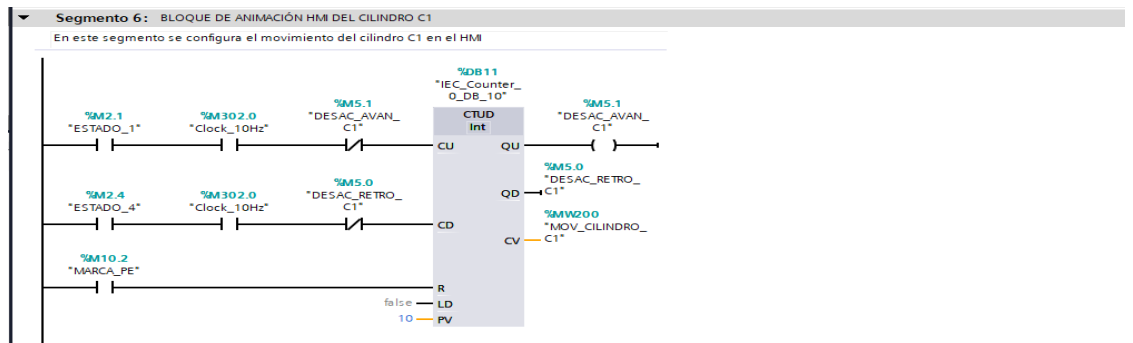 Segmento 6: BLOQUE DE ANIMACIÓN HMI DEL CILINDRO C1
En este segmento se configura el movimiento del cilindro C1 en el HMI
%DB11
"IEC_Counter_
0_DB_10"
%M2.1
"ESTADO_1"
%M302.0
"Clock_10Hz"
%M5.1
"DESAC_AVAN_
C1"
CTUD
Int
%M5.1
"DESAC_AVAN_
C1"
CU
QU
%M2.4
"ESTADO_4"
%M302.0
"Clock_10Hz"
%M5.0
"DESAC_RETRO_
C1"
QD
%M5.0
"DESAC_RETRO_
C1"
CD
CV
%MW200
"MOV_CILINDRO_
C1"
%M10.2
"MARCA_PE"
R
false
LD
10
PV